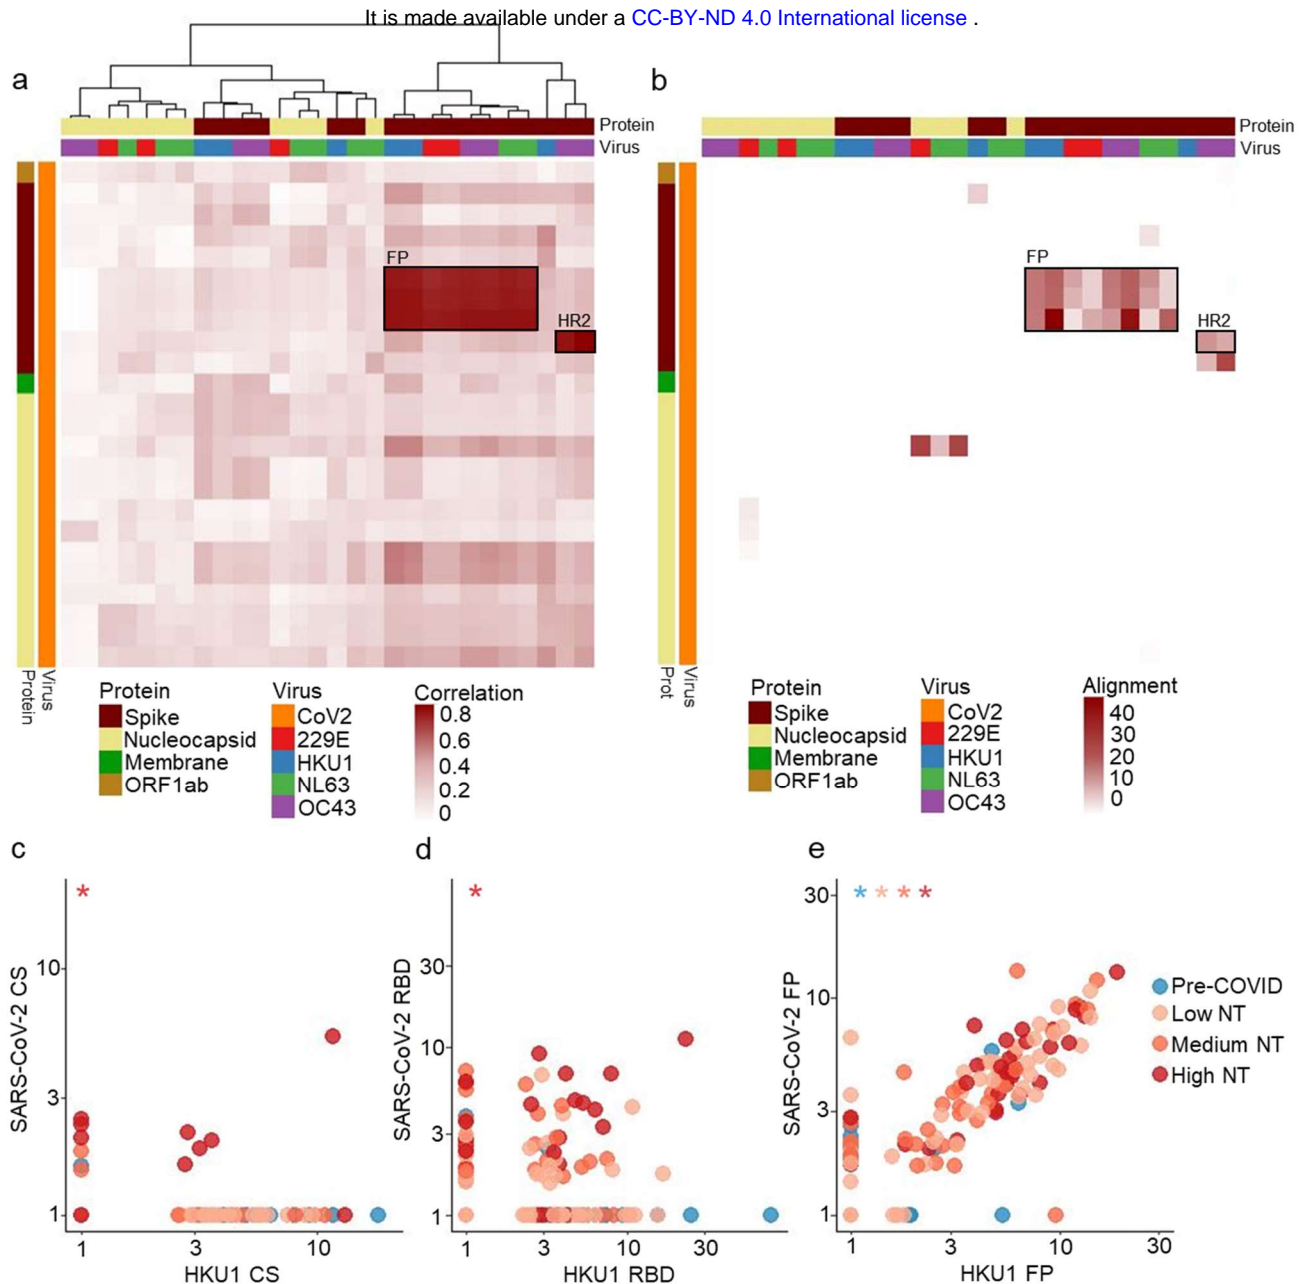 It is made available under a CC-BY-ND 4.0 International license .
a
b
Protein
Virus
Protein
Virus
FP
HR2
FP
HR2
Protein
Virus
Prot
Virus
Protein
Spike
Nucleocapsid
Membrane
ORF1ab
Virus
CoV2
229E
HKU1
NL63
OC43
Correlation
0.8
0.6
0.4
0.2
0
Protein
Spike
Nucleocapsid
Membrane
ORF1ab
Virus
CoV2
229E
HKU1
NL63
OC43
Alignment
40
30
20
10
0
c
*
SARS-CoV-2 CS
10
3
1
1 3 10
HKU1 CS
d
*
SARS-CoV-2 RBD
30
10
3
1
1 3 10 30
HKU1 RBD
e
* * * *
SARS-CoV-2 FP
30
10
3
1
1 3 10 30
HKU1 FP
Pre-COVID
Low NT
Medium NT
High NT